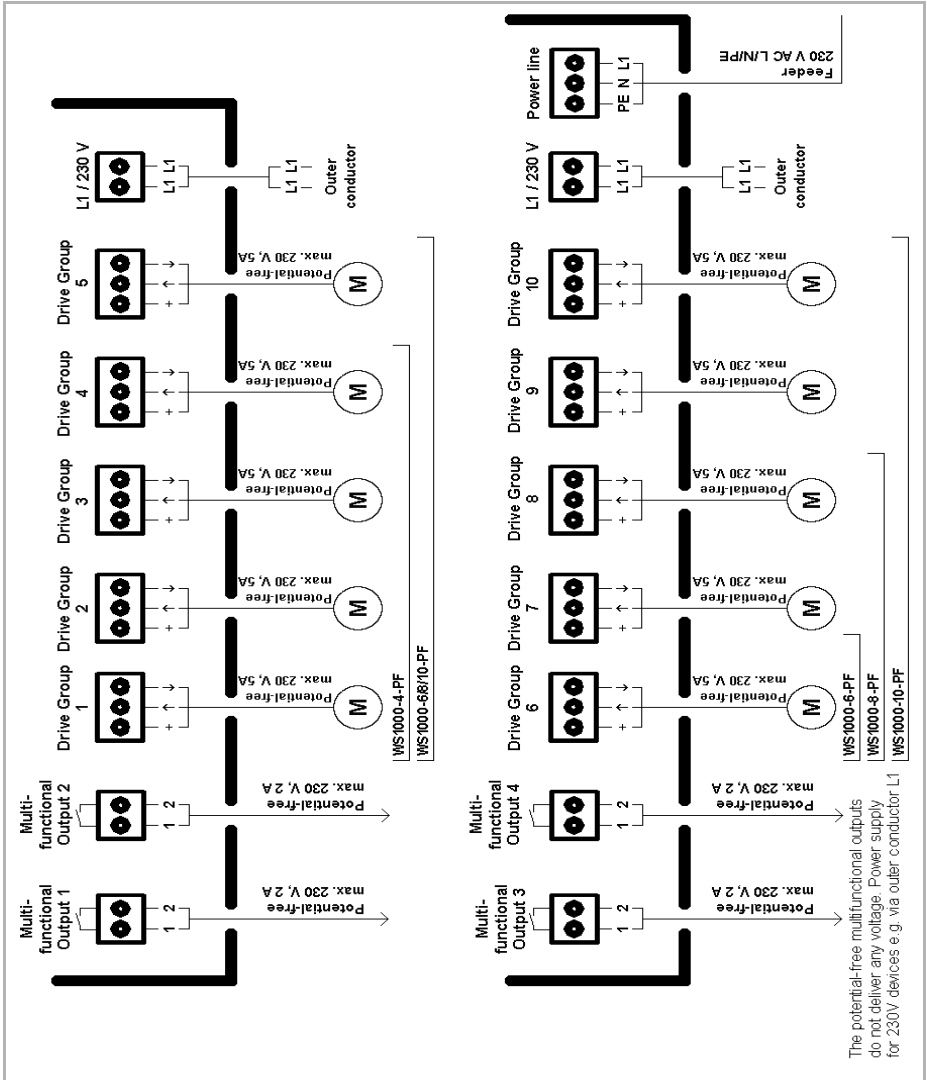 Multi-
functional
Output 1
1 2
Potential-free
max. 230 V, 2 A
Multi-
functional
Output 2
1 2
Potential-free
max. 230 V, 2 A
Drive Group
1
+ ↑ ↓
Potential-free
max. 230 V, 5A
M
Drive Group
2
+ ↑ ↓
Potential-free
max. 230 V, 5A
M
Drive Group
3
+ ↑ ↓
Potential-free
max. 230 V, 5A
M
Drive Group
4
+ ↑ ↓
Potential-free
max. 230 V, 5A
M
Drive Group
5
+ ↑ ↓
Potential-free
max. 230 V, 5A
M
L1 / 230 V
L1 L1
L1 L1
Outer
conductor
WS1000-4-PF
WS1000-6/8/10-PF
Multi-
functional
Output 3
1 2
Potential-free
max. 230 V, 2 A
Multi-
functional
Output 4
1 2
Potential-free
max. 230 V, 2 A
Drive Group
6
+ ↑ ↓
Potential-free
max. 230 V, 5A
M
Drive Group
7
+ ↑ ↓
Potential-free
max. 230 V, 5A
M
Drive Group
8
+ ↑ ↓
Potential-free
max. 230 V, 5A
M
Drive Group
9
+ ↑ ↓
Potential-free
max. 230 V, 5A
M
Drive Group
10
+ ↑ ↓
Potential-free
max. 230 V, 5A
M
L1 / 230 V
L1 L1
L1 L1
Outer
conductor
Power line
PE N L1
Feeder
230 V AC L/N/PE
WS1000-6-PF
WS1000-8-PF
WS1000-10-PF
The potential-free multifunctional outputs
do not deliver any voltage. Power supply
for 230V devices e.g. via outer conductor L1